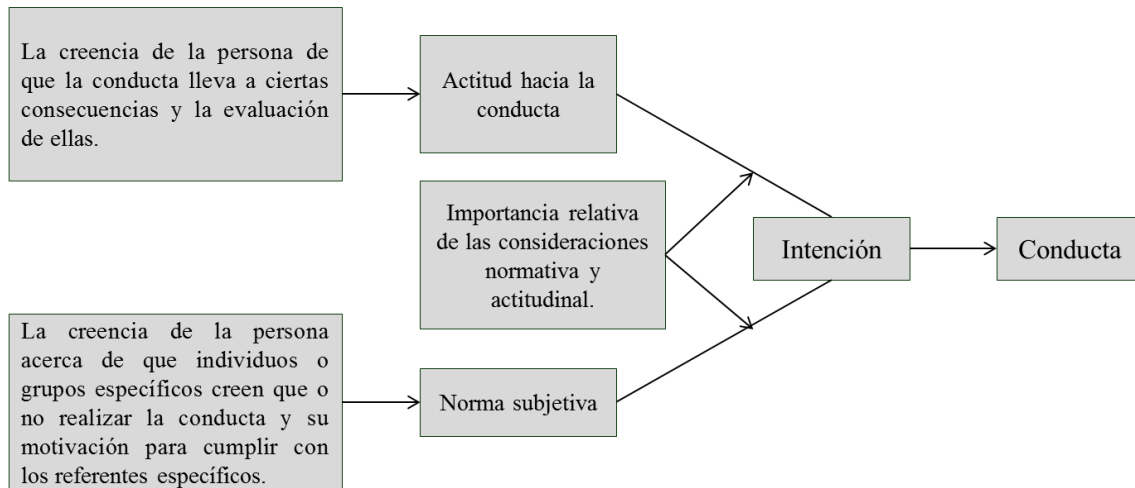 La creencia de la persona de
que la conducta lleva a ciertas
consecuencias y la evaluación
de ellas.
Actitud hacia la
conducta
Importancia relativa
de las consideraciones
normativa y
actitudinal.
Intención
Conducta
La creencia de la persona
acerca de que individuos o
grupos específicos creen que o
no realizar la conducta y su
motivación para cumplir con
los referentes específicos.
Norma subjetiva